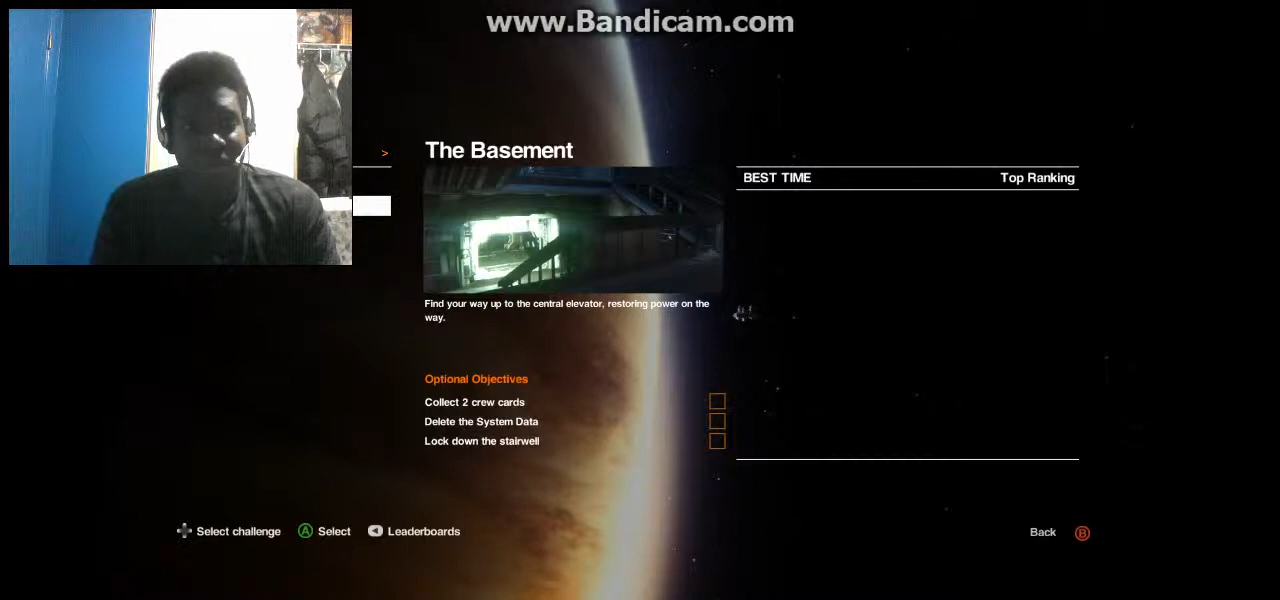 www.Bandicam.com
>
The Basement
BEST TIME Top Ranking
Find your way up to the central elevator, restoring power on the
way.
Optional Objectives
Collect 2 crew cards
Delete the System Data
Lock down the stairwell
Select challenge A Select Leaderboards Back B